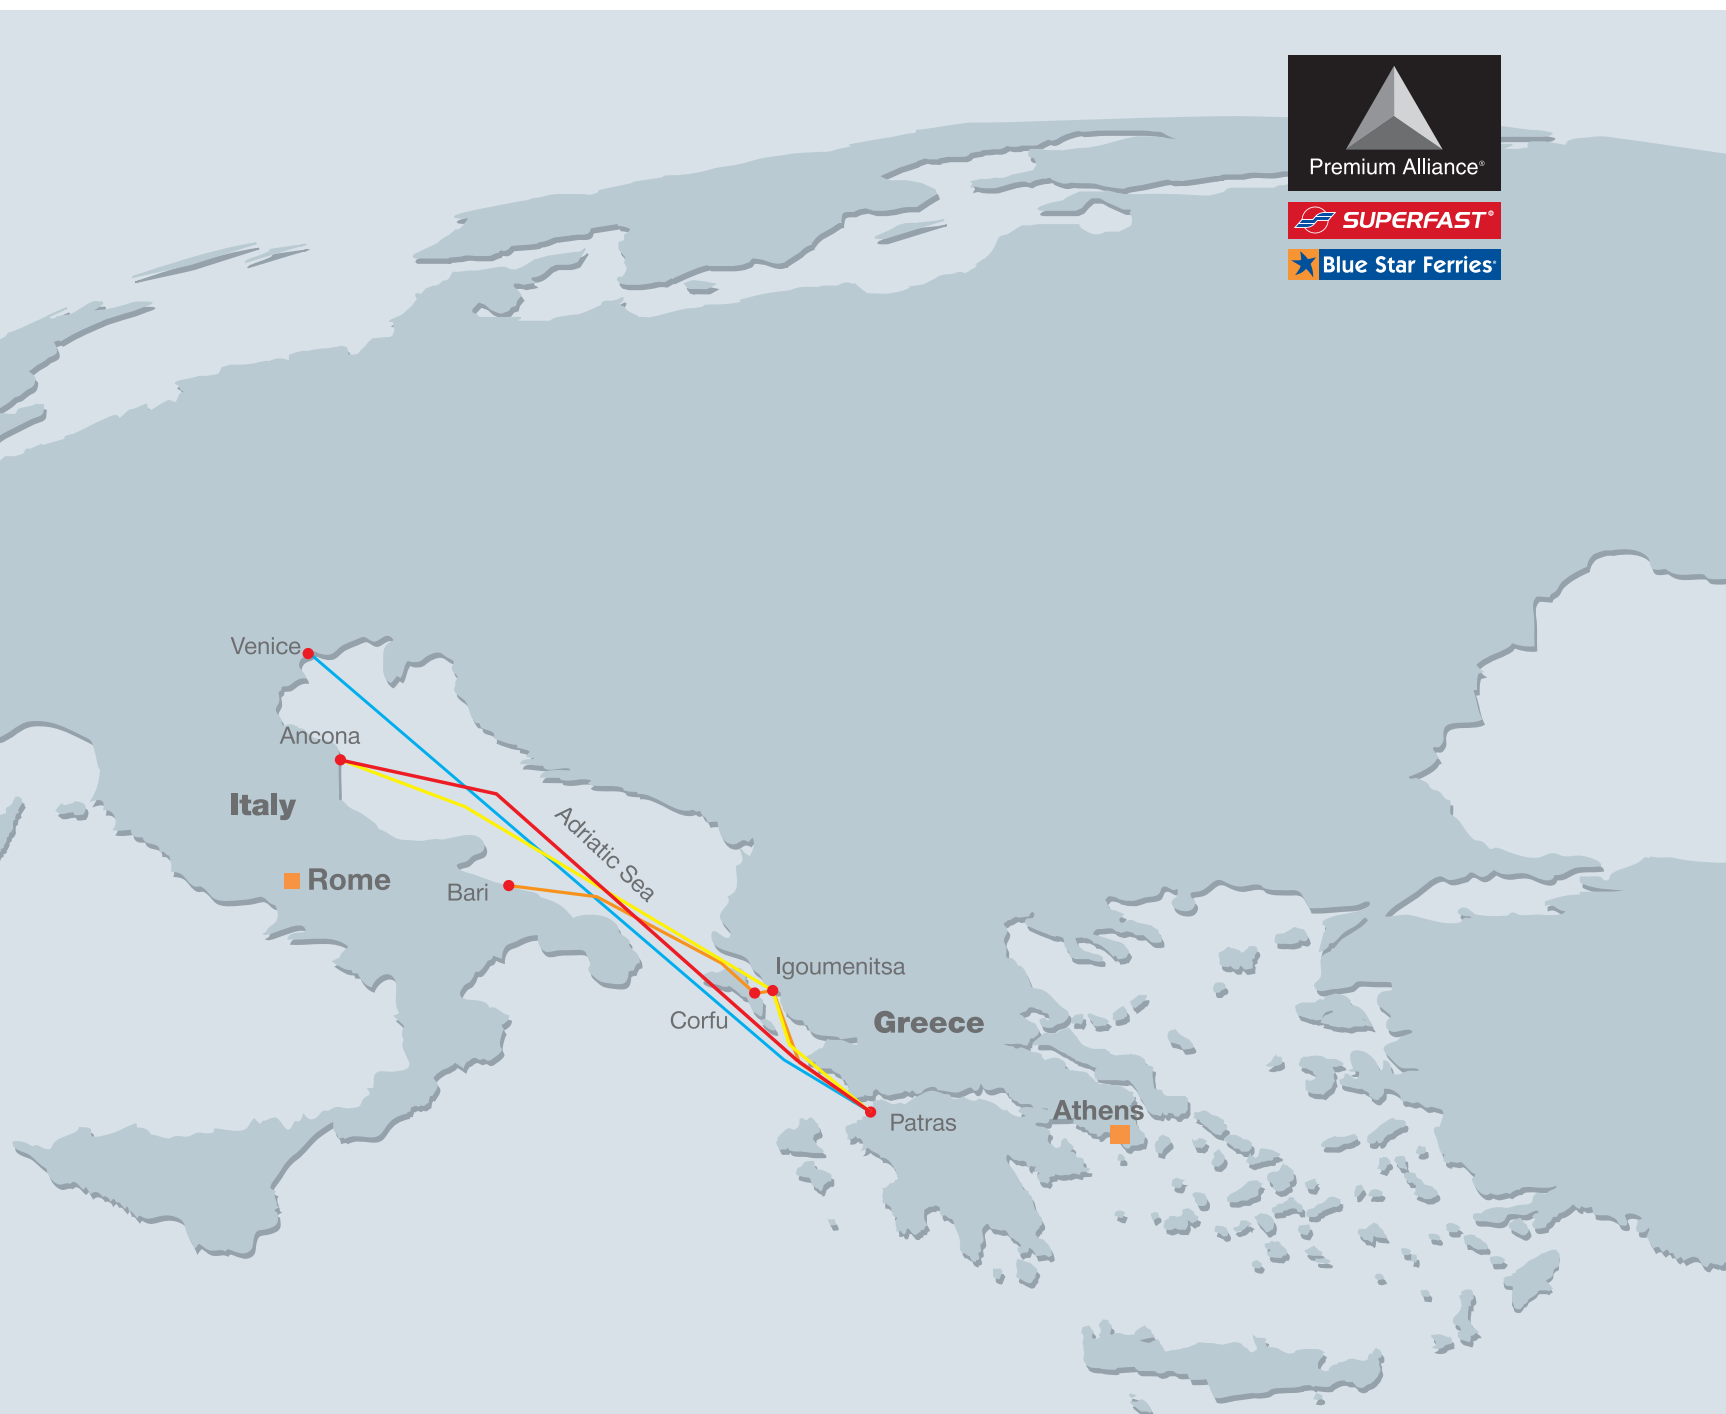 Premium Alliance®
SUPERFAST®
Blue Star Ferries
Venice
Ancona
Italy
Adriatic Sea
Rome
Bari
Igoumenitsa
Corfu
Greece
Athens
Patras